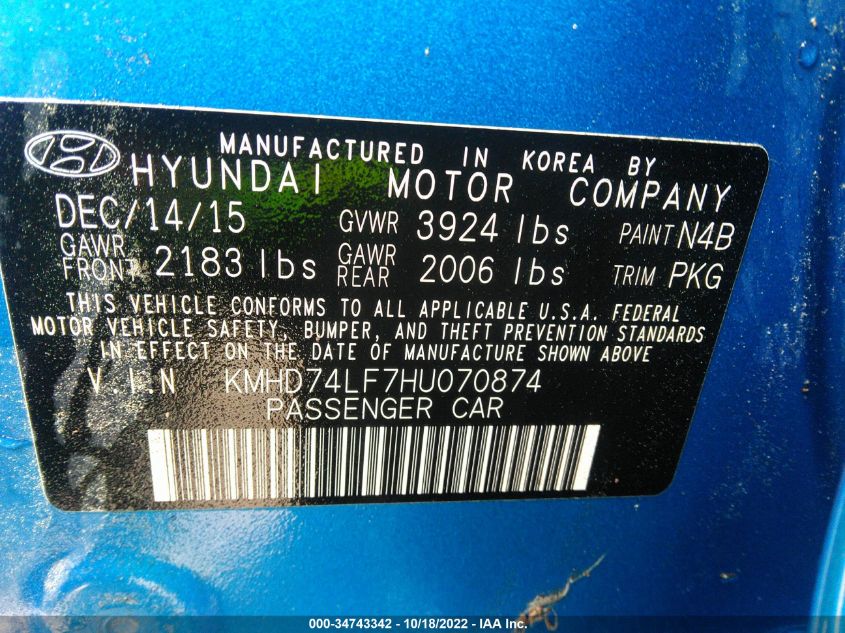 MANUFACTURED IN KOREA BY
HYUNDAI MOTOR COMPANY
DEC/14/15 GVWR 3924 lbs PAINT N4B
GAWR FRONT 2183 lbs GAWR REAR 2006 lbs TRIM PKG
THIS VEHICLE CONFORMS TO ALL APPLICABLE U.S.A. FEDERAL
MOTOR VEHICLE SAFETY, BUMPER, AND THEFT PREVENTION STANDARDS
IN EFFECT ON THE DATE OF MANUFACTURE SHOWN ABOVE
V.I.N KMHD74LF7HU070874
PASSENGER CAR
000-34743342 - 10/18/2022 - IAA Inc.